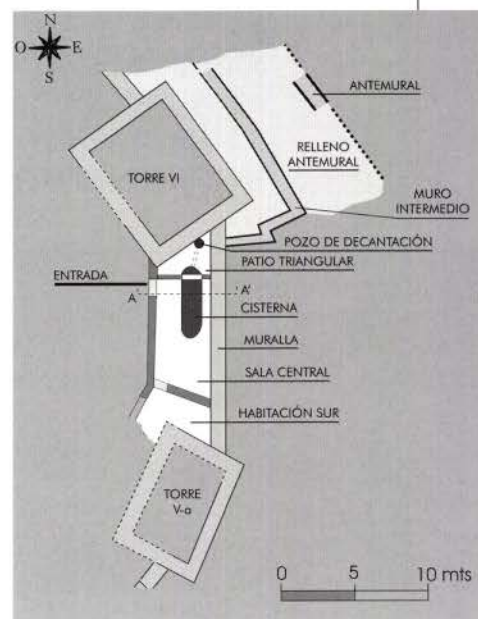 N
O E
S
ANTEMURAL
RELLENO
ANTEMURAL
TORRE VI
MURO
INTERMEDIO
POZO DE DECANTACIÓN
PATIO TRIANGULAR
ENTRADA
A A'
CISTERNA
MURALLA
SALA CENTRAL
HABITACIÓN SUR
TORRE
V-a
0 5 10 mts